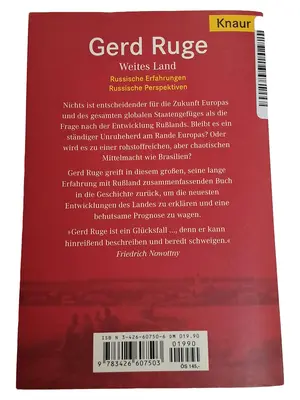 Knaur
Gerd Ruge
Weites Land
Russische Erfahrungen
Russische Perspektiven
Nichts ist entscheidender für die Zukunft Europas
und des gesamten globalen Staatengefüges als die
Frage nach der Entwicklung Rußlands. Bleibt es ein
ständiger Unruheherd am Rande Europas? Oder
wird es zu einer rohstoffreichen, aber chaotischen
Mittelmacht wie Brasilien?
Gerd Ruge greift in diesem großen, seine lange
Erfahrung mit Rußland zusammenfassenden Buch
in die Geschichte zurück, um die neuesten
Entwicklungen des Landes zu erklären und eine
behutsame Prognose zu wagen.
»Gerd Ruge ist ein Glücksfall ..., denn er kann
hinreißend beschreiben und beredt schweigen.«
Friedrich Nowottny
ISBN 3-426-60750-6 DM 019.90
01990
9 783426 607503
ÖS 145,-